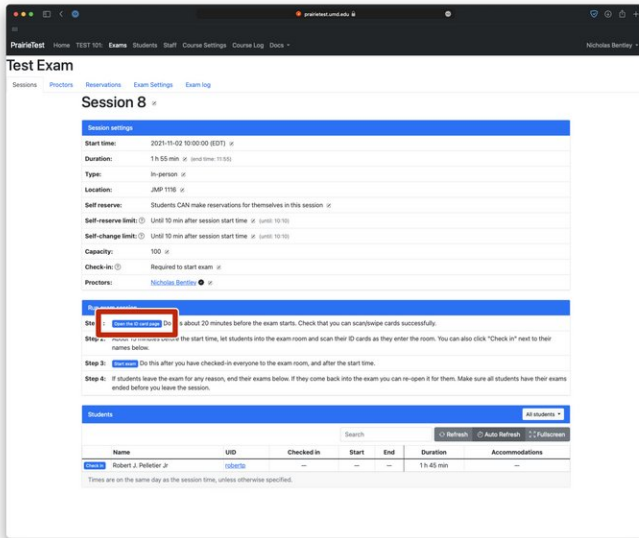 prairietest.umd.edu
PrairieTest Home TEST 101: Exams Students Staff Course Settings Course Log Docs Nicholas Bentley
Test Exam
Sessions Proctors Reservations Exam Settings Exam log
Session 8
Session settings
Start time: 2021-11-02 10:00:00 (EDT)
Duration: 1 h 55 min (end time: 11:55)
Type: In-person
Location: JMP 1116
Self reserve: Students CAN make reservations for themselves in this session
Self-reserve limit: Until 10 min after session start time (until: 10:10)
Self-change limit: Until 10 min after session start time (until: 10:10)
Capacity: 100
Check-in: Required to start exam
Proctors: Nicholas Bentley
Run exam session
Step : Open the ID card page Do s about 20 minutes before the exam starts. Check that you can scan/swipe cards successfully.
Step 2: About minutes before the start time, let students into the exam room and scan their ID cards as they enter the room. You can also click "Check in" next to their
names below.
Step 3: Start exam Do this after you have checked-in everyone to the exam room, and after the start time.
Step 4: If students leave the exam for any reason, end their exams below. If they come back into the exam you can re-open it for them. Make sure all students have their exams
ended before you leave the session.
Students All students
Search Refresh Auto Refresh Fullscreen
Name UID Checked in Start End Duration Accommodations
Check in Robert J. Pelletier Jr robertp — — — 1 h 45 min —
Times are on the same day as the session time, unless otherwise specified.